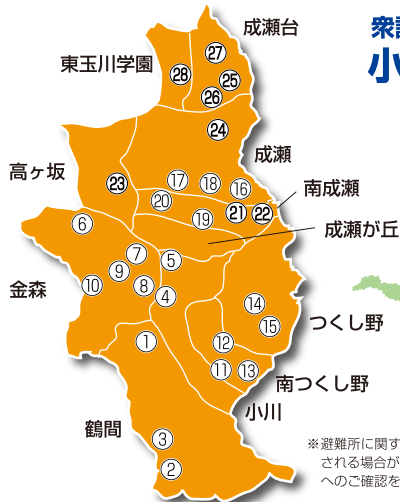 衆議
小
成瀬台
東玉川学園
㉗
㉘
㉕
㉖
㉔
成瀬
高ヶ坂
㉓
⑰
⑱
⑯
南成瀬
⑳
⑲
㉑
㉒
成瀬が丘
⑥
⑦
⑤
⑨
金森
⑩
⑧
④
⑭
⑮
つくし野
①
⑫
⑪
⑬
南つくし野
小川
鶴間
③
②
※避難所に関す
される場合が
へのご確認を